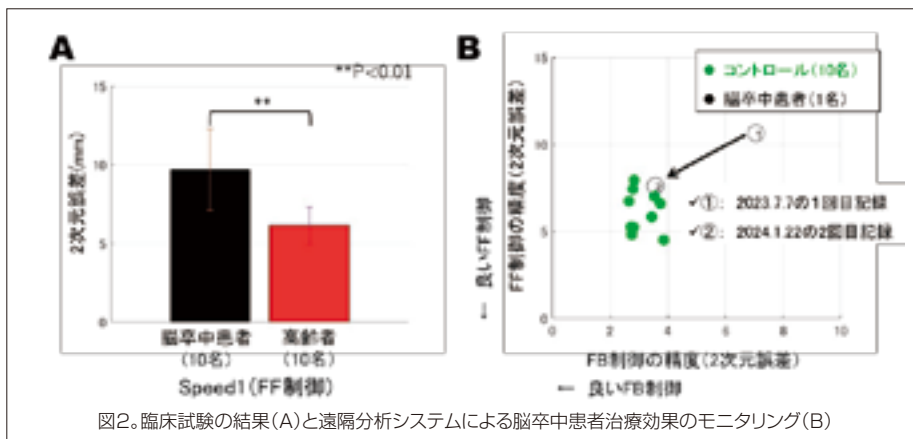 A
**P<0.01
**
2次元誤差(mm)
15
10
5
0
脳卒中患者
(10名)
高齢者
(10名)
Speed1(FF制御)
B
コントロール(10名)
脳卒中患者(1名)
FF制御の精度(2次元誤差)
← 良いFF制御
15
10
5
0
✓①: 2023.7.7の1回目記録
✓②: 2024.1.22の2回目記録
0 2 4 6 8 10
FB制御の精度(2次元誤差)
← 良いFB制御
図2。臨床試験の結果(A)と遠隔分析システムによる脳卒中患者治療効果のモニタリング(B)